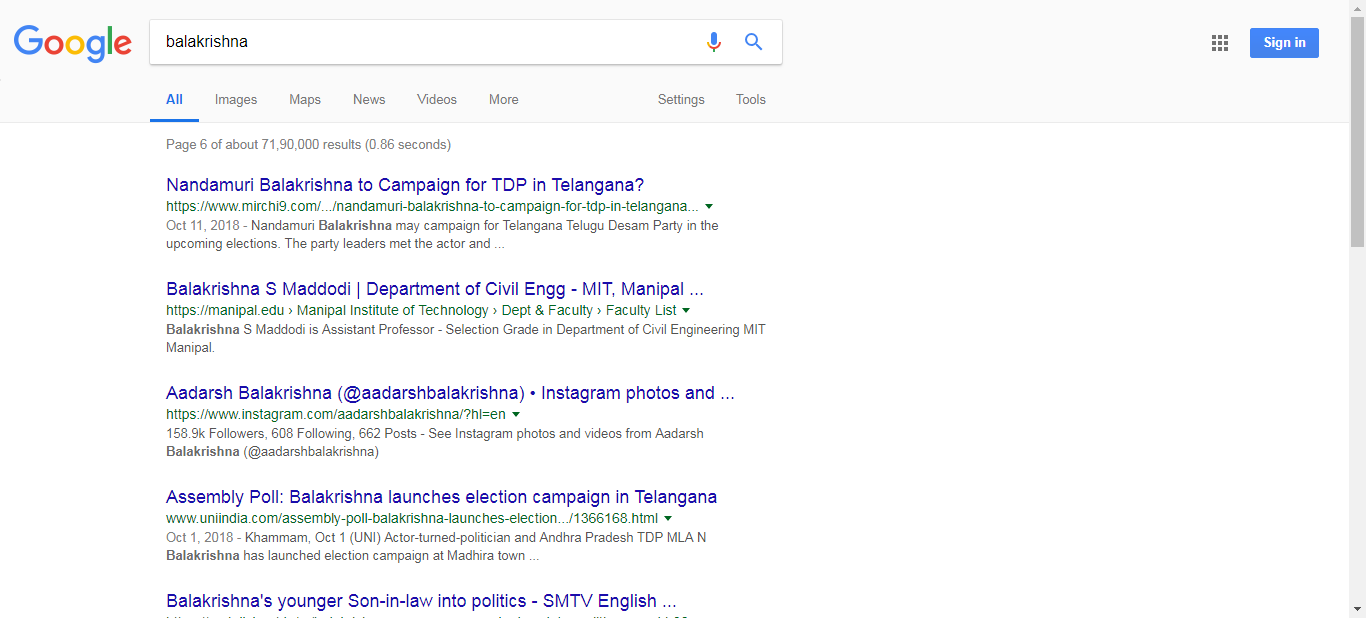 Google
balakrishna
Sign in
All Images Maps News Videos More Settings Tools
Page 6 of about 71,90,000 results (0.86 seconds)
Nandamuri Balakrishna to Campaign for TDP in Telangana?
https://www.mirchi9.com/.../nandamuri-balakrishna-to-campaign-for-tdp-in-telangana...
Oct 11, 2018 - Nandamuri Balakrishna may campaign for Telangana Telugu Desam Party in the
upcoming elections. The party leaders met the actor and ...
Balakrishna S Maddodi | Department of Civil Engg - MIT, Manipal ...
https://manipal.edu › Manipal Institute of Technology › Dept & Faculty › Faculty List
Balakrishna S Maddodi is Assistant Professor - Selection Grade in Department of Civil Engineering MIT
Manipal.
Aadarsh Balakrishna (@aadarshbalakrishna) • Instagram photos and ...
https://www.instagram.com/aadarshbalakrishna/?hl=en
158.9k Followers, 608 Following, 662 Posts - See Instagram photos and videos from Aadarsh
Balakrishna (@aadarshbalakrishna)
Assembly Poll: Balakrishna launches election campaign in Telangana
www.uniindia.com/assembly-poll-balakrishna-launches-election.../1366168.html
Oct 1, 2018 - Khammam, Oct 1 (UNI) Actor-turned-politician and Andhra Pradesh TDP MLA N
Balakrishna has launched election campaign at Madhira town ...
Balakrishna's younger Son-in-law into politics - SMTV English ...